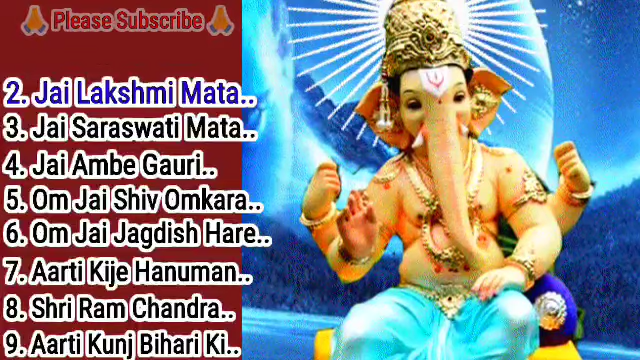 🙏 Please Subscribe 🙏
2. Jai Lakshmi Mata..
3. Jai Saraswati Mata..
4. Jai Ambe Gauri..
5. Om Jai Shiv Omkara..
6. Om Jai Jagdish Hare..
7. Aarti Kije Hanuman..
8. Shri Ram Chandra..
9. Aarti Kunj Bihari Ki..